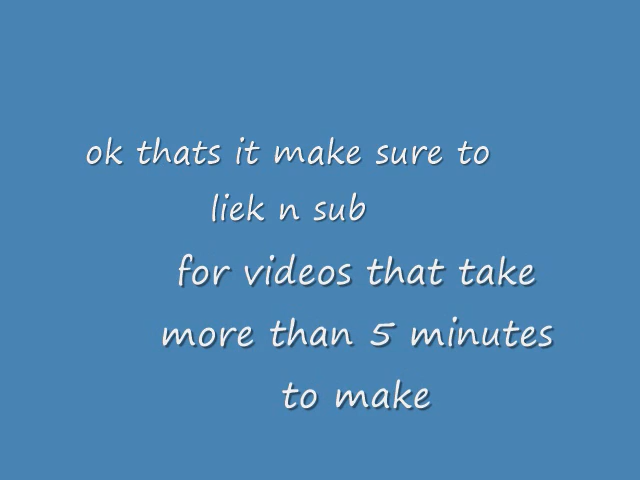 ok thats it make sure to
liek n sub
for videos that take
more than 5 minutes
to make